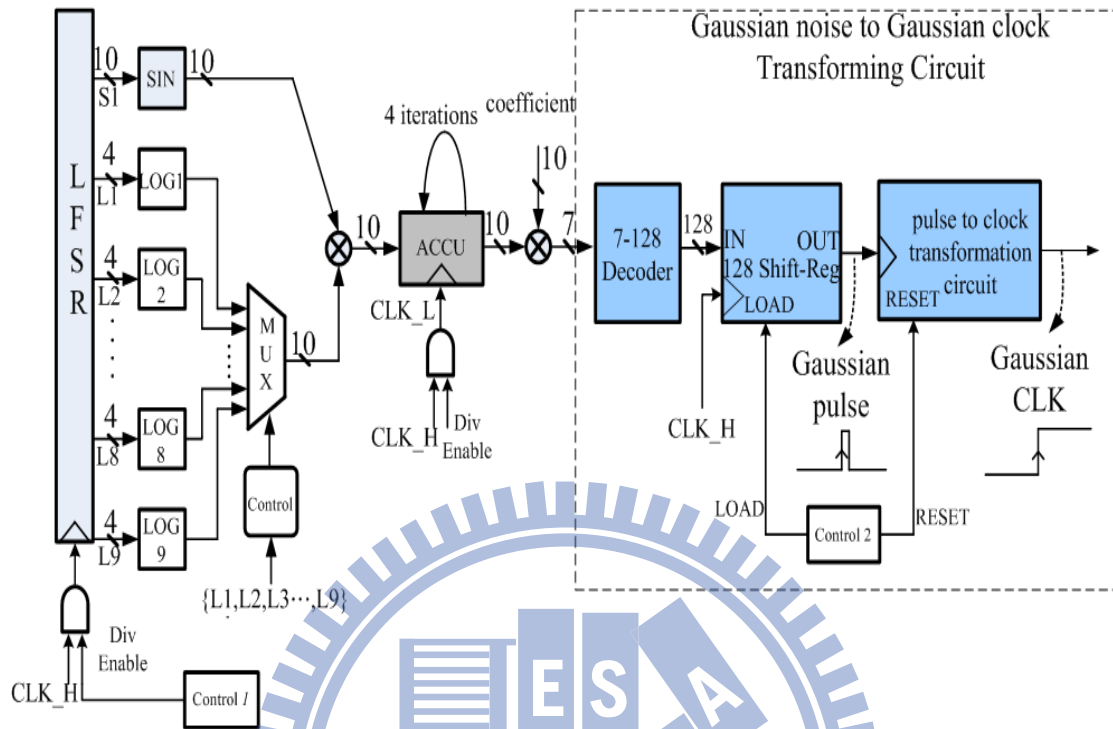 Gaussian noise to Gaussian clock
Transforming Circuit
10
S1
SIN
10
L
F
S
R
4
L1
LOG1
4
L2
LOG
2
4
L8
LOG
8
4
L9
LOG
9
M
U
X
10
Control
{L1,L2,L3⋯,L9}
Div
Enable
CLK_H
Control 1
10
4 iterations
ACCU
CLK_L
CLK_H
Div
Enable
10
coefficient
10
7
7-128
Decoder
128
IN
OUT
128 Shift-Reg
LOAD
CLK_H
pulse to clock
transformation
circuit
RESET
Gaussian
pulse
Gaussian
CLK
LOAD
Control 2
RESET
E S A